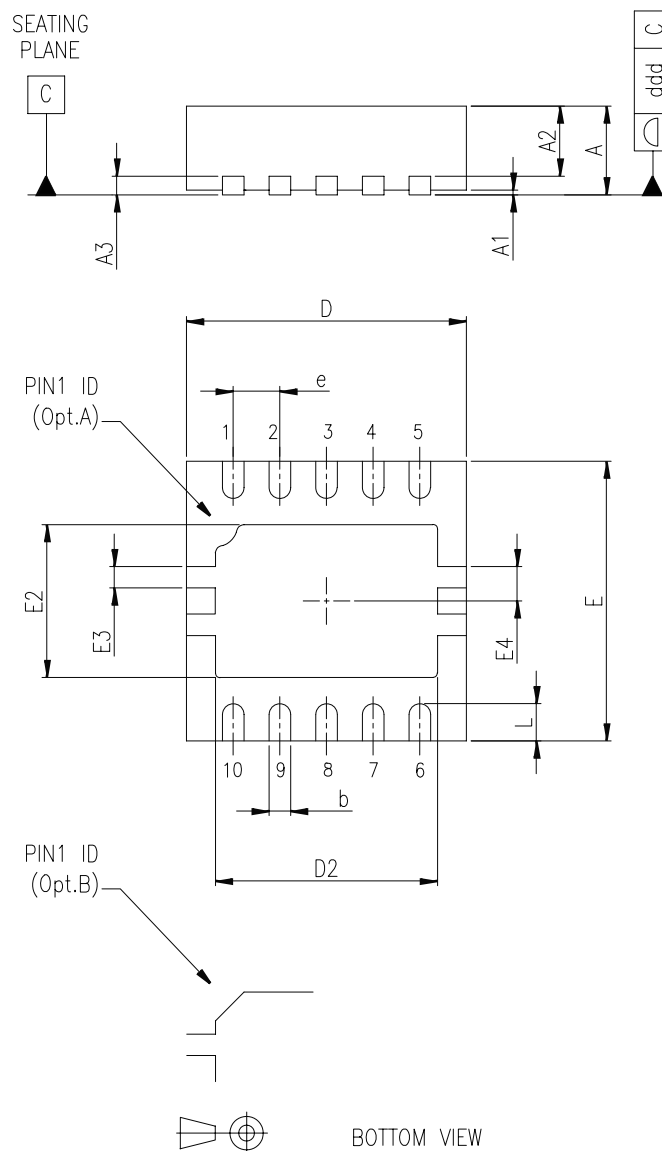 SEATING
PLANE
C
C
ddd
A2
A
A3
A1
D
PIN1 ID
(Opt.A)
e
1 2 3 4 5
E2
E3
E4
E
L
10 9 8 7 6
b
D2
PIN1 ID
(Opt.B)
BOTTOM VIEW